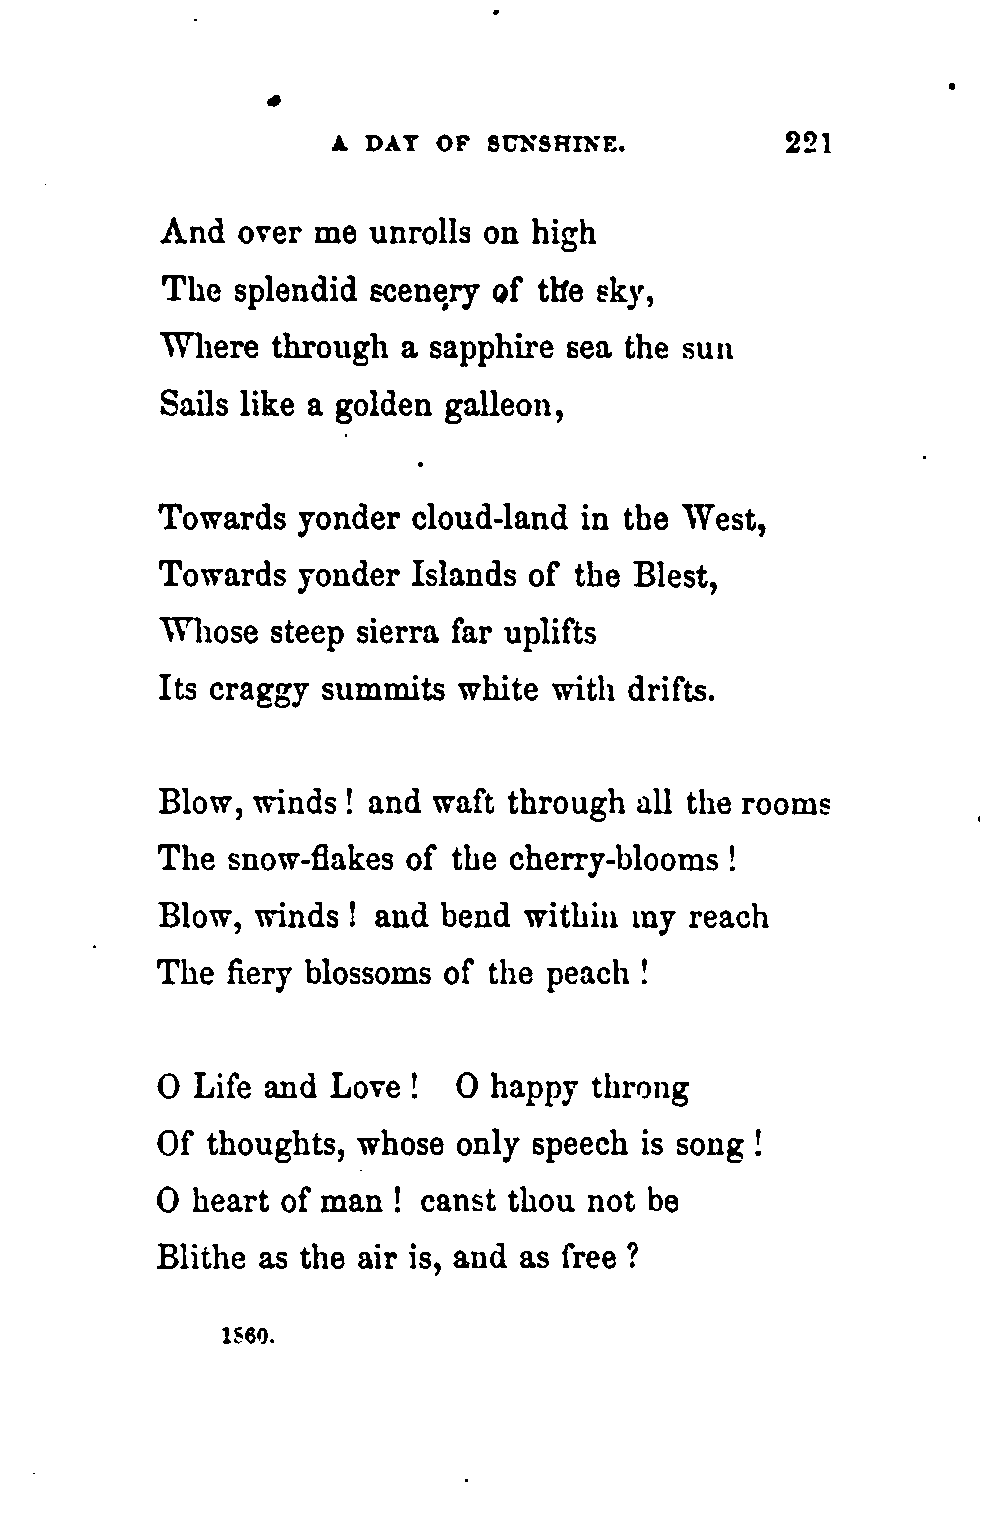 A DAY OF SUNSHINE. 221
And over me unrolls on high
The splendid scenery of the sky,
Where through a sapphire sea the sun
Sails like a golden galleon,
Towards yonder cloud-land in the West,
Towards yonder Islands of the Blest,
Whose steep sierra far uplifts
Its craggy summits white with drifts.
Blow, winds! and waft through all the rooms
The snow-flakes of the cherry-blooms!
Blow, winds! and bend within my reach
The fiery blossoms of the peach!
O Life and Love! O happy throng
Of thoughts, whose only speech is song!
O heart of man! canst thou not be
Blithe as the air is, and as free?
1860.